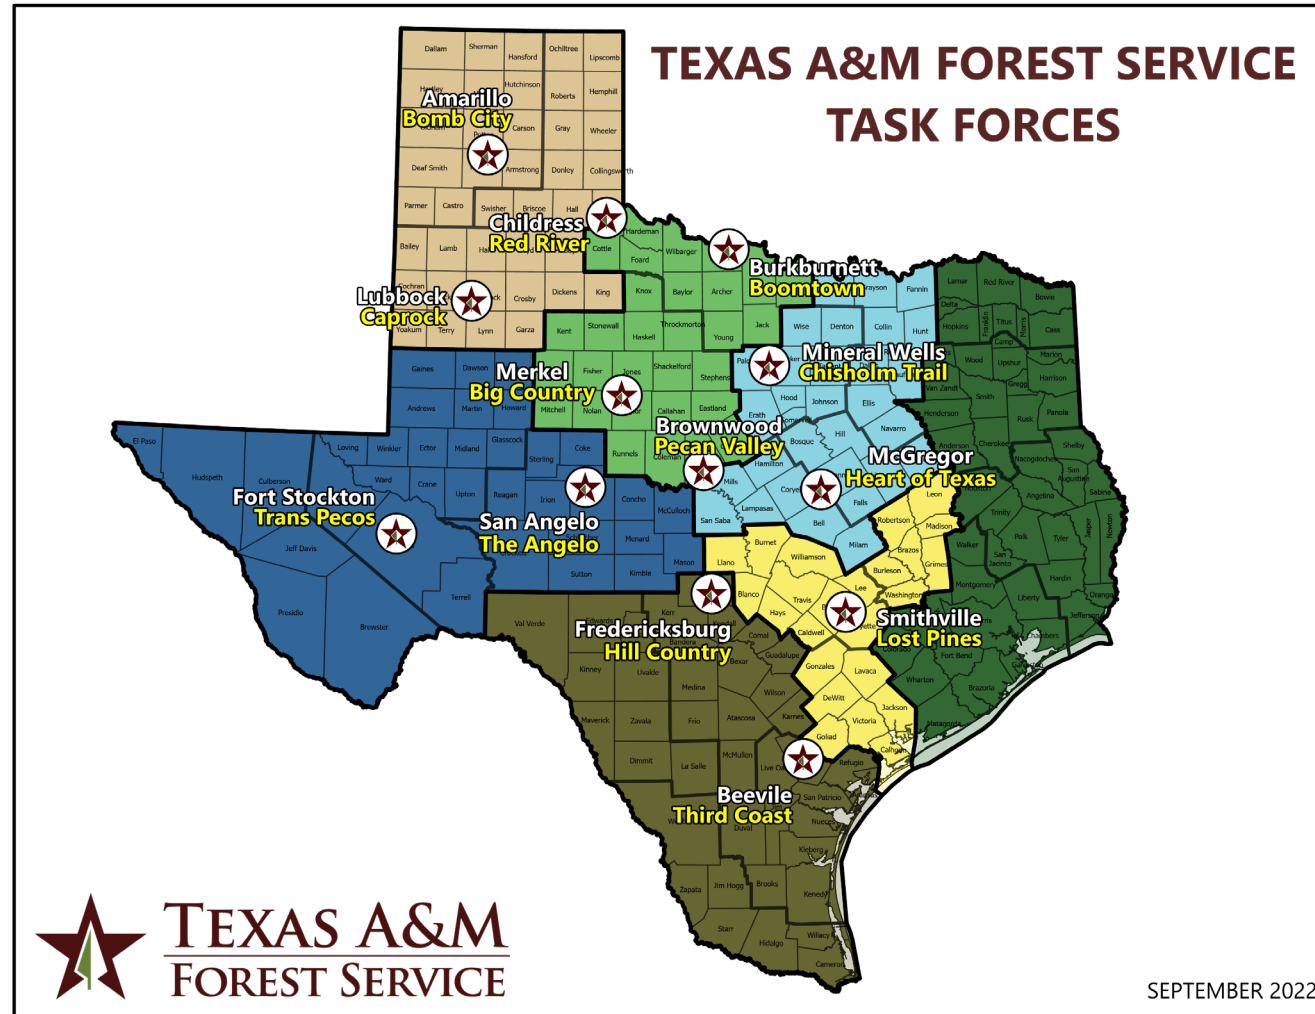 TEXAS A&M FOREST SERVICE
TASK FORCES
Dallam
Sherman
Hansford
Ochiltree
Lipscomb
Hutchinson
Roberts
Hemphill
Amarillo
Bomb City
Carson
Gray
Wheeler
Deaf Smith
Armstrong
Donley
Collingsworth
Parmer
Castro
Swisher
Briscoe
Hall
Childress
Red River
Hardeman
Cottle
Foard
Wilbarger
Burkburnett
Boomtown
Bailey
Lamb
Cochran
Lubbock
Caprock
Crosby
Dickens
King
Knox
Baylor
Archer
Fannin
Lamar
Red River
Bowie
Delta
Yoakum
Terry
Lynn
Garza
Kent
Stonewall
Haskell
Throckmorton
Young
Jack
Wise
Denton
Collin
Hunt
Hopkins
Franklin
Titus
Morris
Cass
Camp
Mineral Wells
Chisholm Trail
Wood
Upshur
Marion
Harrison
Gregg
Van Zandt
Smith
Gaines
Dawson
Merkel
Big Country
Fisher
Jones
Shackelford
Stephens
Hood
Johnson
Ellis
Henderson
Rusk
Panola
Andrews
Martin
Howard
Mitchell
Nolan
Callahan
Eastland
Erath
Brownwood
Pecan Valley
Bosque
Hill
Navarro
Anderson
Cherokee
Shelby
Nacogdoches
San
Augustine
Sabine
El Paso
Hudspeth
Culberson
Loving
Winkler
Ector
Midland
Glasscock
Sterling
Coke
Runnels
Coleman
Mills
Hamilton
McGregor
Heart of Texas
Leon
Angelina
Trinity
Ward
Crane
Upton
Reagan
Irion
Concho
McCulloch
San Saba
Lampasas
Bell
Falls
Robertson
Madison
Fort Stockton
Trans Pecos
San Angelo
The Angelo
Menard
Mason
Llano
Burnet
Williamson
Milam
Brazos
Grimes
Burleson
Washington
Walker
San
Jacinto
Polk
Tyler
Jasper
Newton
Jeff Davis
Presidio
Brewster
Terrell
Sutton
Kimble
Blanco
Travis
Hays
Caldwell
Lee
Montgomery
Liberty
Hardin
Orange
Jefferson
Chambers
Smithville
Lost Pines
Val Verde
Edwards
Kerr
Kendall
Bandera
Fredericksburg
Hill Country
Comal
Guadalupe
Bexar
Kinney
Uvalde
Medina
Wilson
Gonzales
Lavaca
Colorado
Fort Bend
Galveston
Wharton
Brazoria
Matagorda
Maverick
Zavala
Frio
Atascosa
Karnes
DeWitt
Jackson
Victoria
Goliad
Calhoun
Dimmit
La Salle
McMullen
Live Oak
Refugio
Beevile
Third Coast
San Patricio
Duval
Nueces
Kleberg
Zapata
Jim Hogg
Brooks
Kenedy
Starr
Hidalgo
Willacy
Cameron
TEXAS A&M
FOREST SERVICE
SEPTEMBER 2022